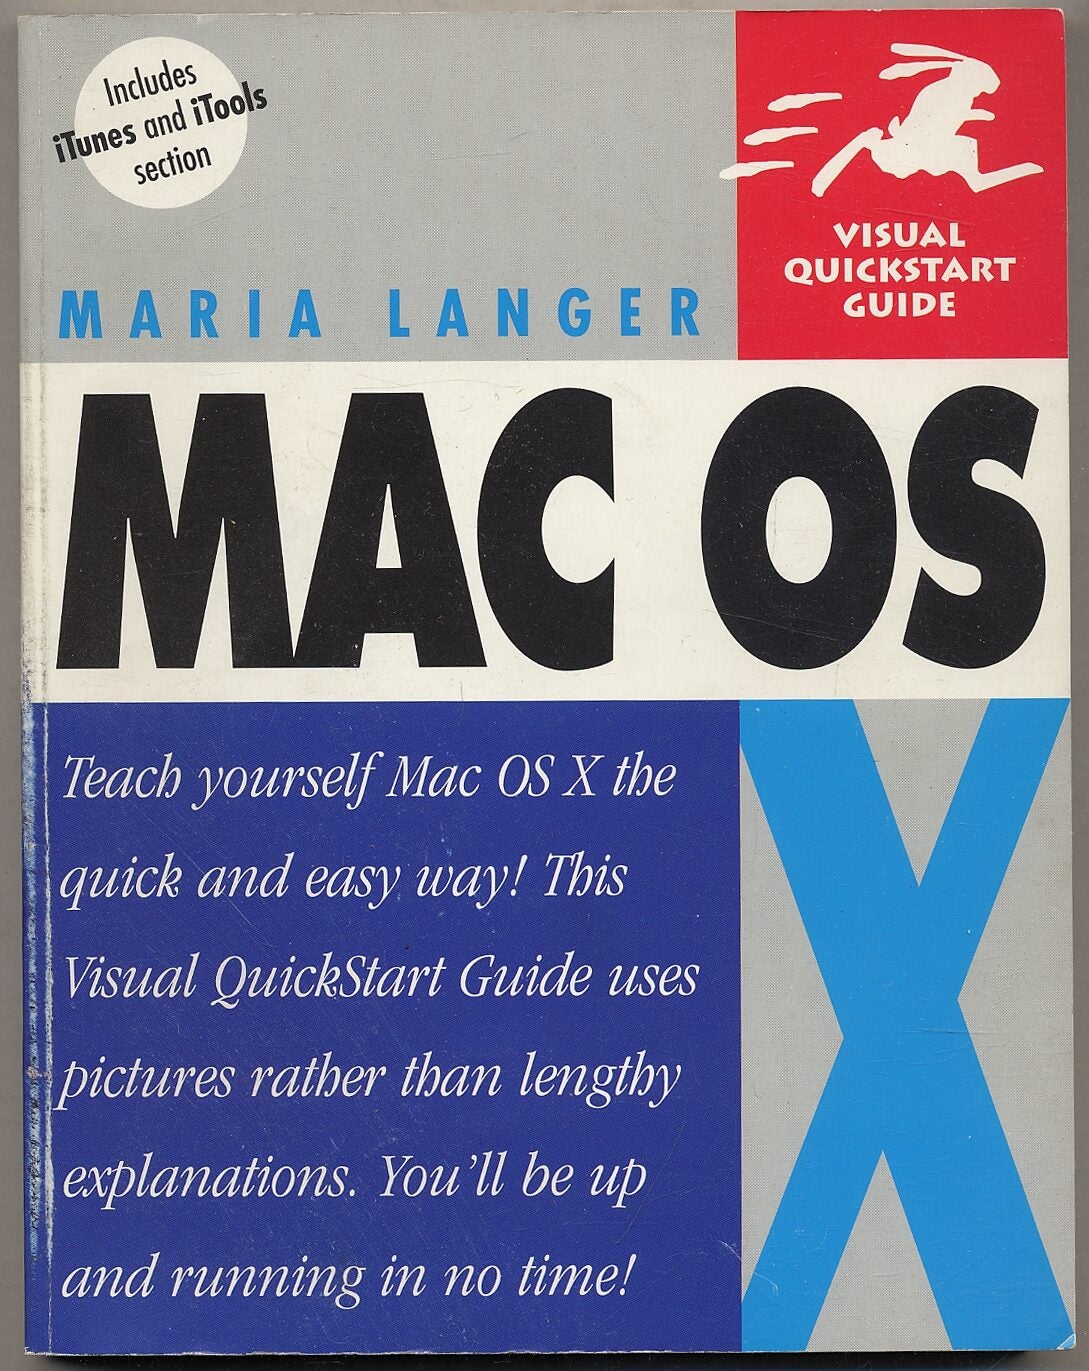 Includes
iTunes and iTools
section
VISUAL
QUICKSTART
GUIDE
MARIA LANGER
MAC OS
X
Teach yourself Mac OS X the
quick and easy way! This
Visual QuickStart Guide uses
pictures rather than lengthy
explanations. You'll be up
and running in no time!